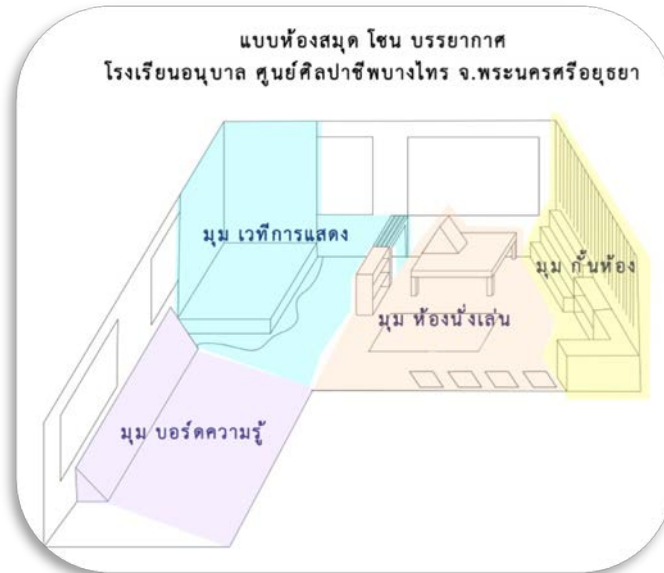 แบบห้องสมุด โซน บรรยากาศ
โรงเรียนอนุบาล ศูนย์ศิลปาชีพบางไทร จ.พระนครศรีอยุธยา
มุม เวทีการแสดง
มุม กั้นห้อง
มุม ห้องนั่งเล่น
มุม บอร์ดความรู้